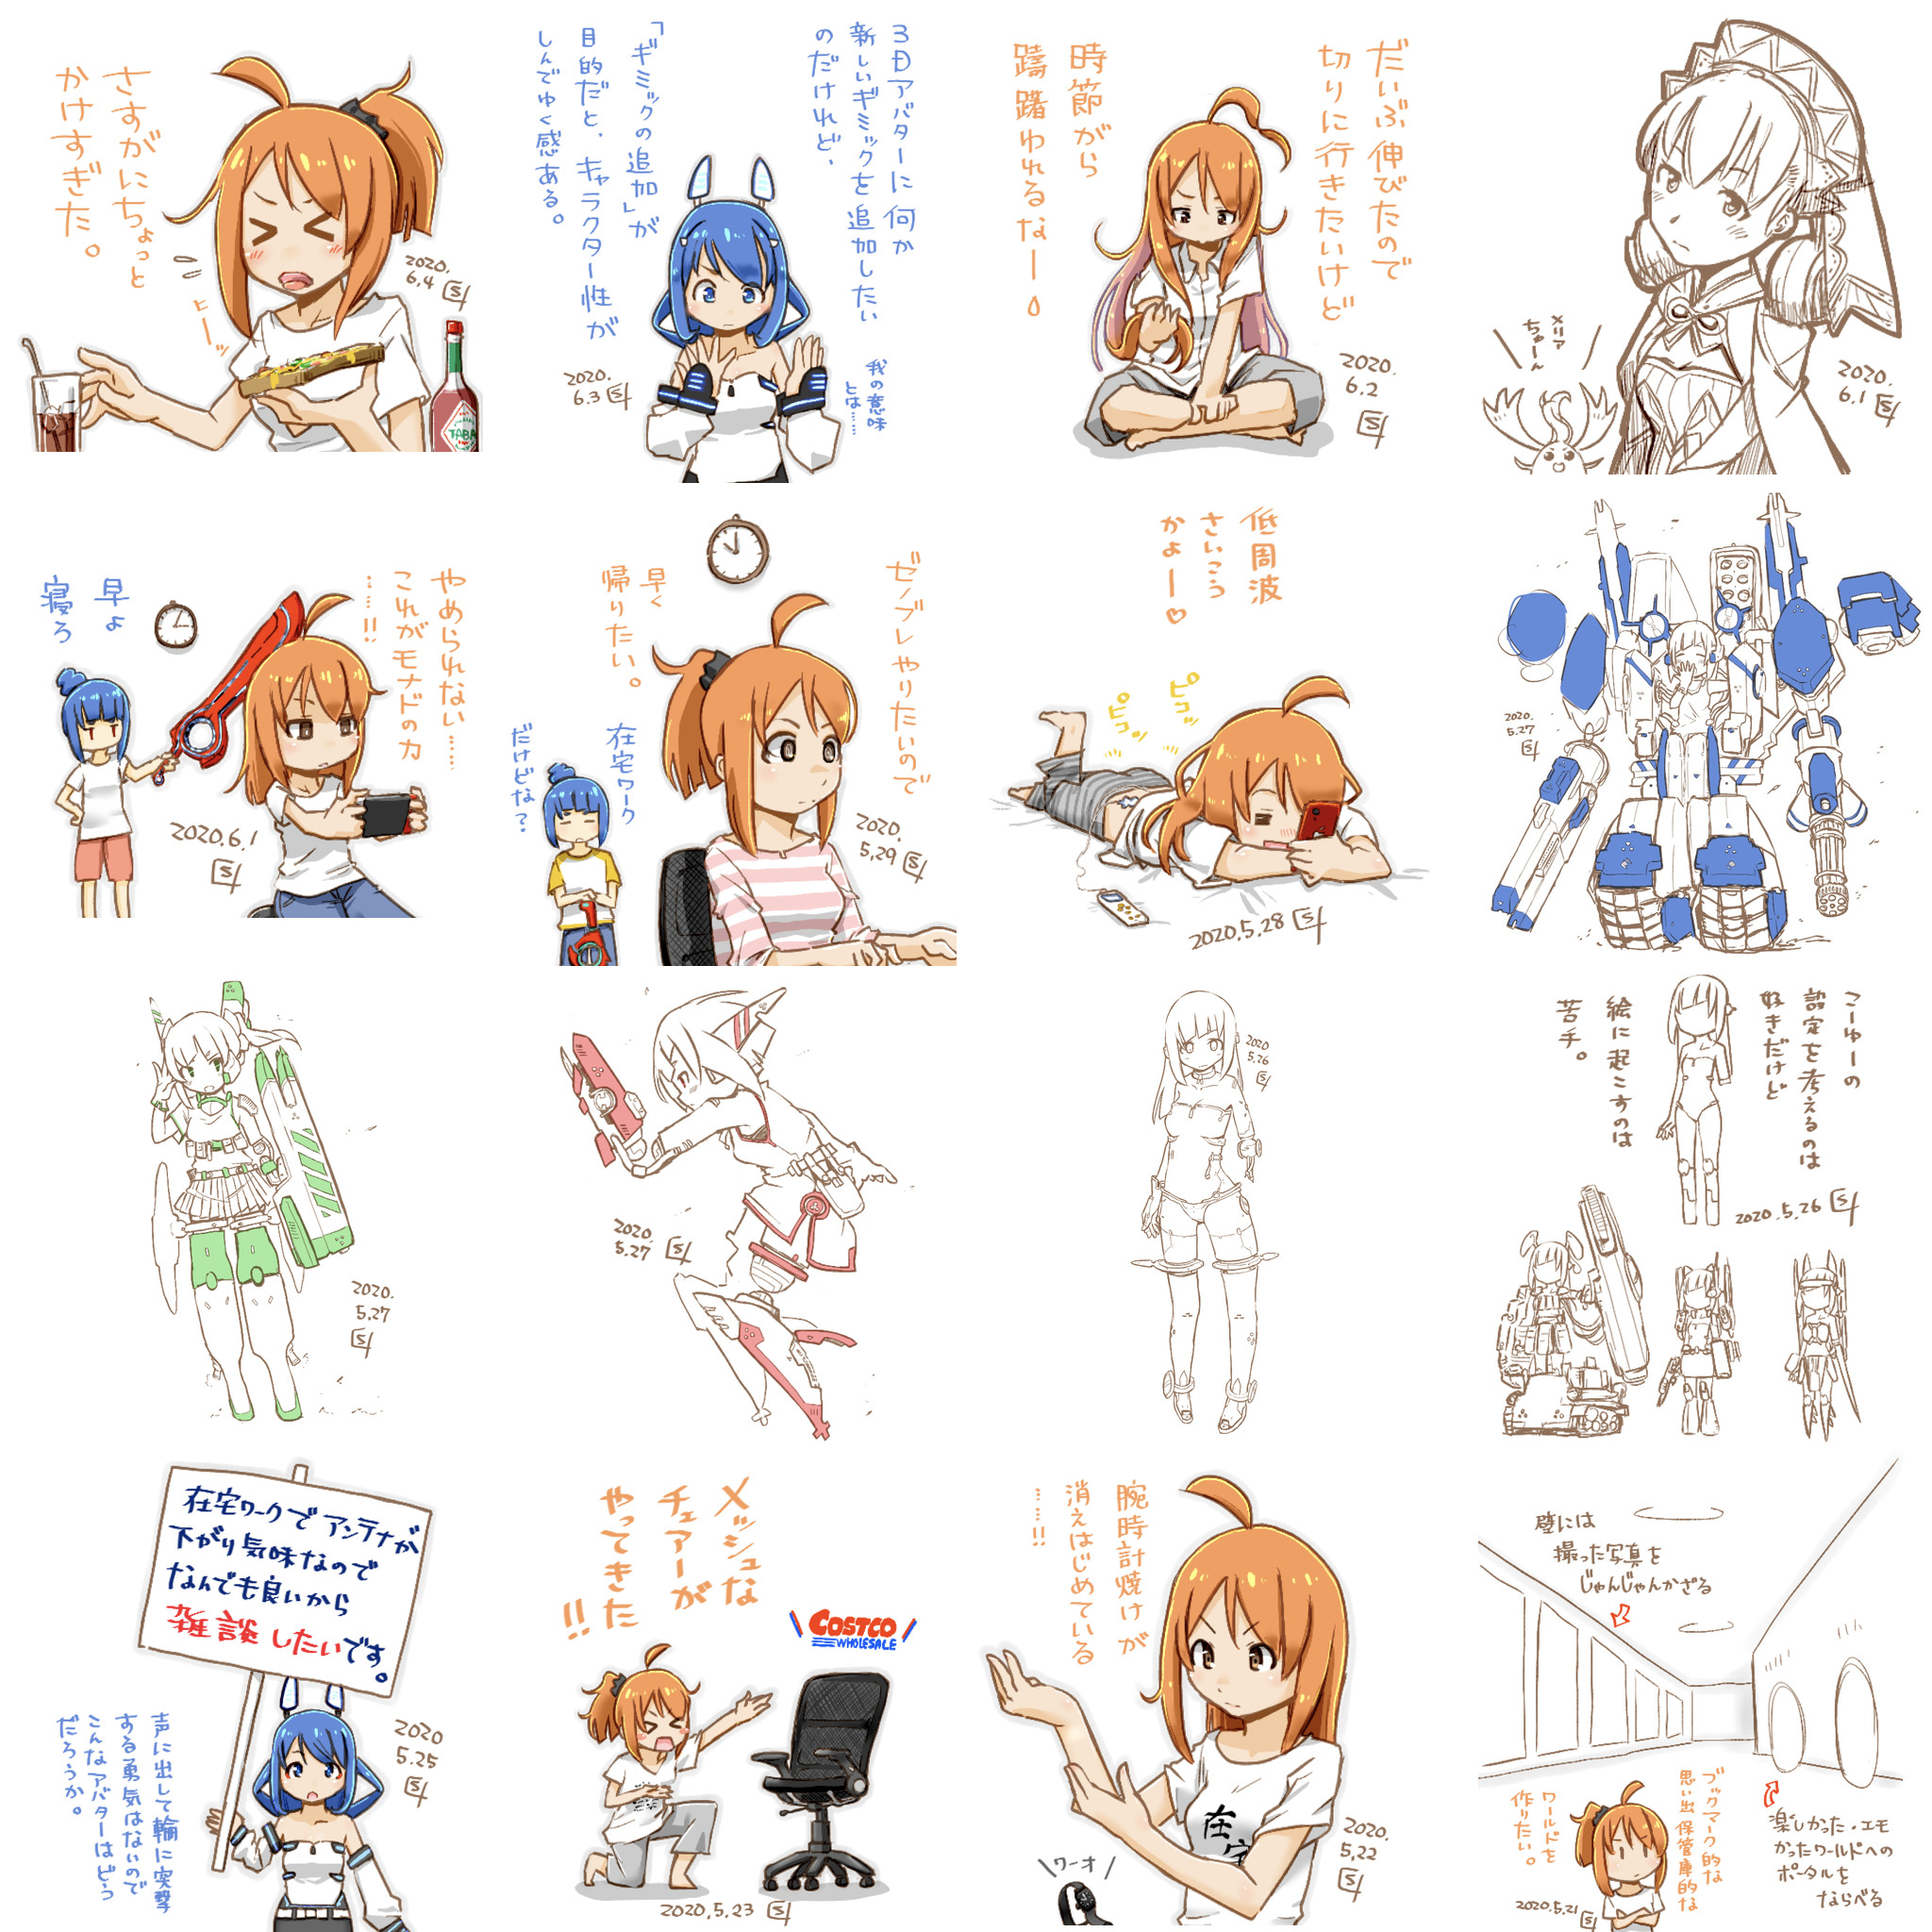 さすがにちょっと
かけすぎた。
ヒーッ
2020.
6.4
TABA
3Dアバターに何か
新しいギミックを追加したい
のだけれど、
「ギミックの追加」が
目的だと、キャラクター性が
しんでゆく感ある。
我の意味
とは……
2020.
6.3
だいぶ伸びたので
切りに行きたいけど
時節がら
躊躇われるなー。
2020.
6.2
メリア
ちゃーん
2020.
6.1
やめられない……
これがモナドの力
……!!
早よ
寝ろ
2020.6.1
ゼノブレやりたいので
早く
帰りたい。
在宅ワーク
だけどな?
2020.
5.29
低周波
さいこう
かよー♡
ピコッ
ピコッ
2020.5.28
2020.
5.27
2020.
5.27
2020.
5.27
2020
5.26
こーゆーの
設定を考えるのは
好きだけど
絵に起こすのは
苦手。
2020.5.26
在宅ワークでアンテナが
下がり気味なので
なんでも良いから
雑談したいです。
声に出して輪に突撃
する勇気はないので
こんなアバターはどう
だろうか。
2020
5.25
メッシュな
チェアーが
やってきた
!!
COSTCO
WHOLESALE
2020.5.23
腕時計焼けが
消えはじめている
……!!
在宅
ワーオ
2020.
5.22
壁には
撮った写真を
じゃんじゃんかざる
ブックマーク的な
思い出保管庫的な
ワールドを
作りたい。
楽しかった・エモ
かったワールドへの
ポータルを
ならべる
2020.5.21